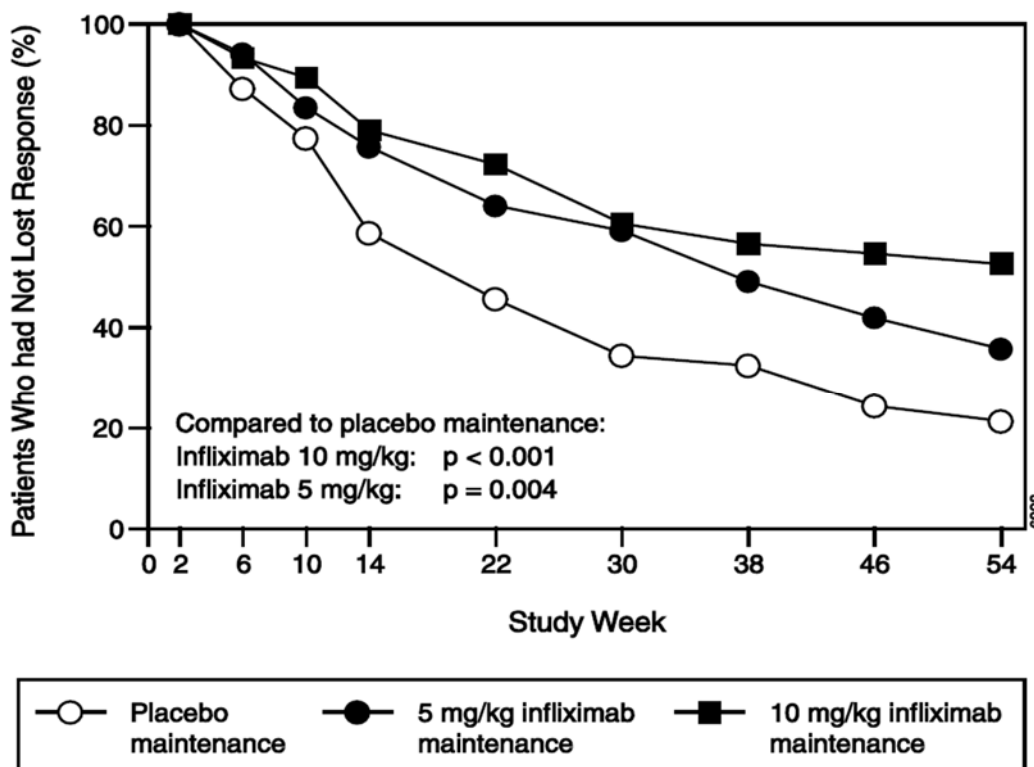 Patients Who had Not Lost Response (%)
100
80
60
40
20
0
Compared to placebo maintenance:
Infliximab 10 mg/kg: p < 0.001
Infliximab 5 mg/kg: p = 0.004
0 2 6 10 14 22 30 38 46 54
Study Week
Placebo maintenance
5 mg/kg infliximab maintenance
10 mg/kg infliximab maintenance